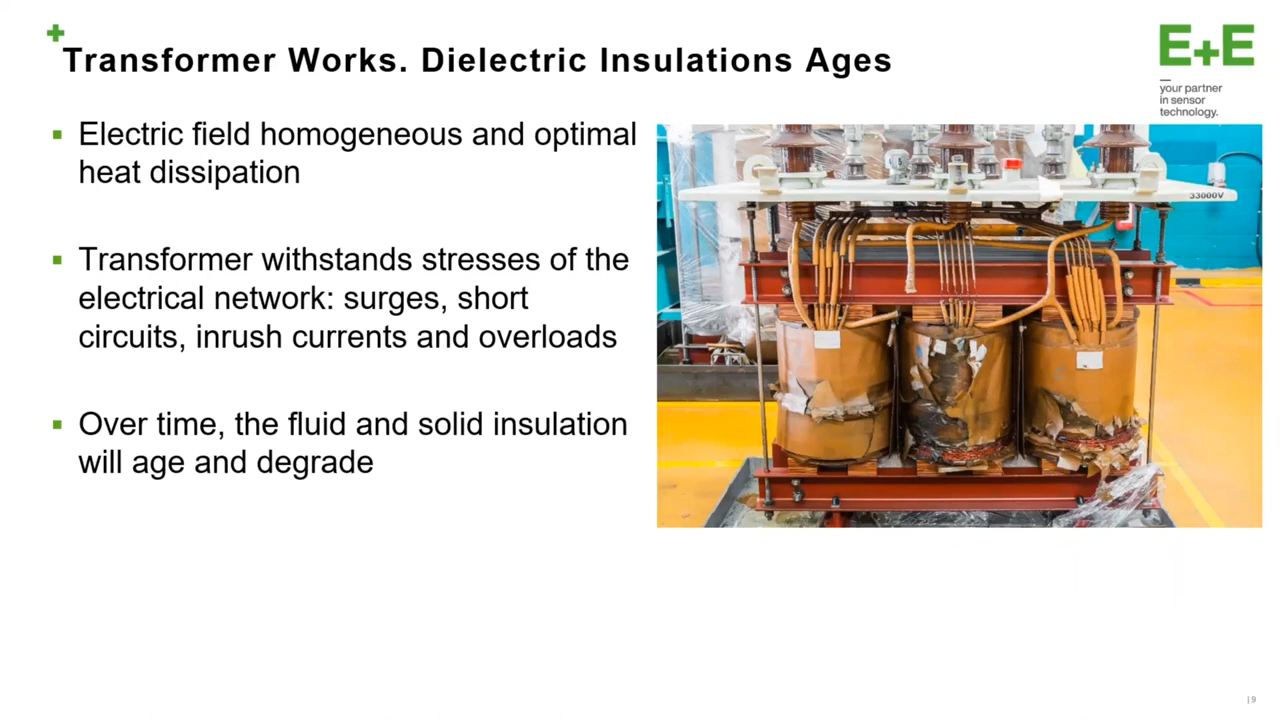 Transformer Works. Dielectric Insulations Ages
E+E
your partner
in sensor
technology.
▪ Electric field homogeneous and optimal
heat dissipation
▪ Transformer withstands stresses of the
electrical network: surges, short
circuits, inrush currents and overloads
▪ Over time, the fluid and solid insulation
will age and degrade
33000V
| 9